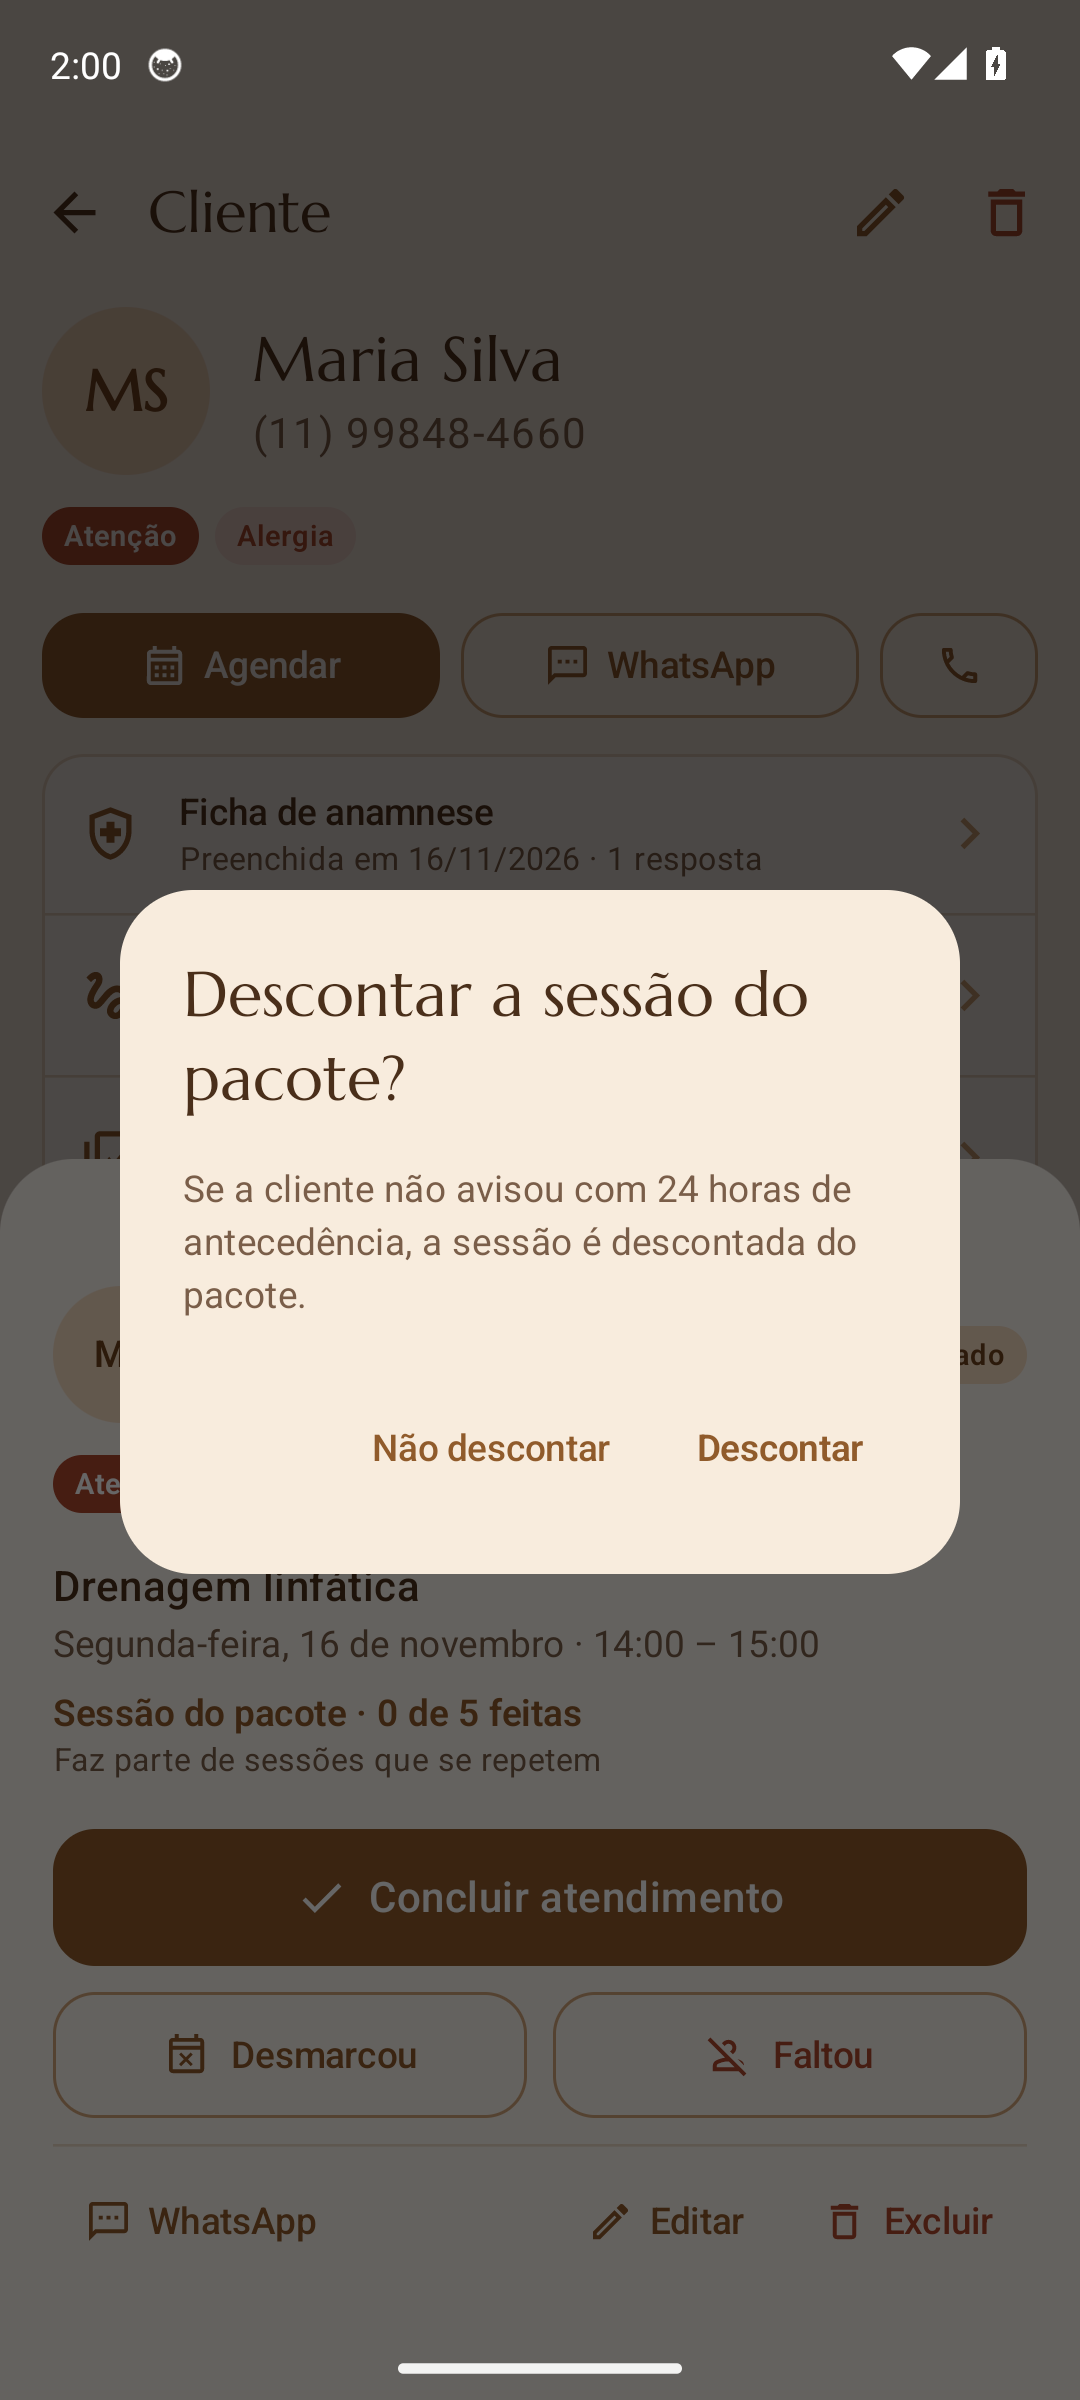 2:00
Cliente
MS
Maria Silva
(11) 99848-4660
Atenção
Alergia
Agendar
WhatsApp
Ficha de anamnese
Preenchida em 16/11/2026 · 1 resposta
Descontar a sessão do
pacote?
Se a cliente não avisou com 24 horas de
antecedência, a sessão é descontada do
pacote.
Não descontar
Descontar
Drenagem linfática
Segunda-feira, 16 de novembro · 14:00 – 15:00
Sessão do pacote · 0 de 5 feitas
Faz parte de sessões que se repetem
Concluir atendimento
Desmarcou
Faltou
WhatsApp
Editar
Excluir